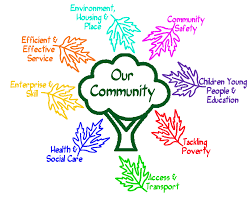 Environment,
Housing &
Place
Community
Safety
Efficient &
Effective
Service
Our
Community
Children Young
People &
Education
Enterprise &
Skill
Tackling
Poverty
Health &
Social Care
Access &
Transport